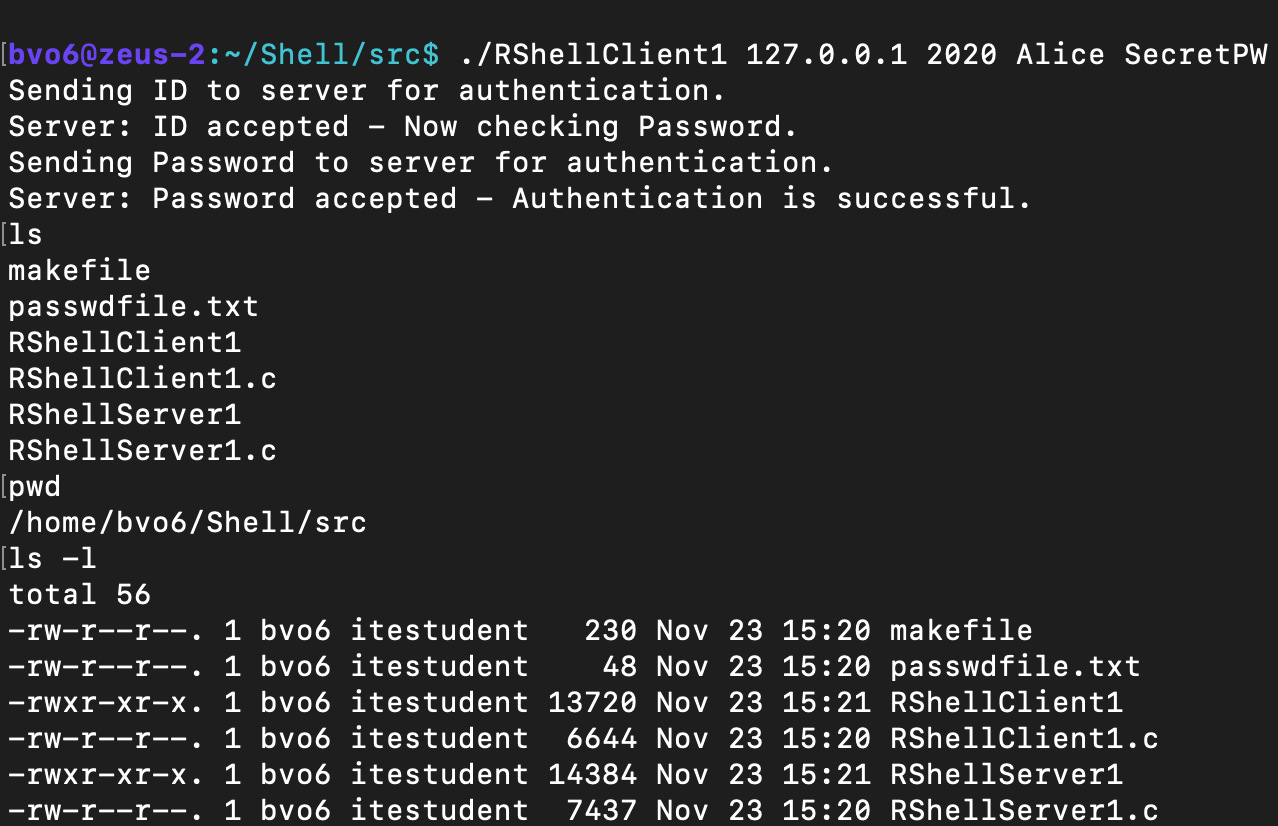 [bvo6@zeus-2:~/Shell/src$ ./RShellClient1 127.0.0.1 2020 Alice SecretPW
Sending ID to server for authentication.
Server: ID accepted – Now checking Password.
Sending Password to server for authentication.
Server: Password accepted – Authentication is successful.
[ls
makefile
passwdfile.txt
RShellClient1
RShellClient1.c
RShellServer1
RShellServer1.c
[pwd
/home/bvo6/Shell/src
[ls -l
total 56
-rw-r--r--. 1 bvo6 itestudent   230 Nov 23 15:20 makefile
-rw-r--r--. 1 bvo6 itestudent    48 Nov 23 15:20 passwdfile.txt
-rwxr-xr-x. 1 bvo6 itestudent 13720 Nov 23 15:21 RShellClient1
-rw-r--r--. 1 bvo6 itestudent  6644 Nov 23 15:20 RShellClient1.c
-rwxr-xr-x. 1 bvo6 itestudent 14384 Nov 23 15:21 RShellServer1
-rw-r--r--. 1 bvo6 itestudent  7437 Nov 23 15:20 RShellServer1.c